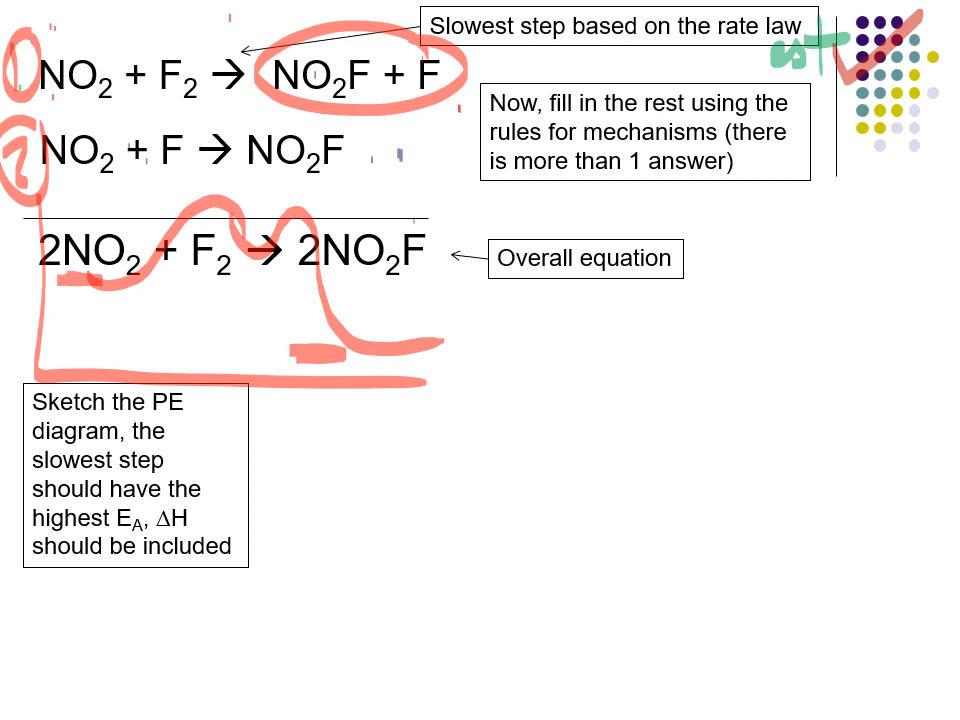 Slowest step based on the rate law
NO2 + F2 → NO2F + F
Now, fill in the rest using the
rules for mechanisms (there
is more than 1 answer)
NO2 + F → NO2F
2NO2 + F2 → 2NO2F
Overall equation
Sketch the PE
diagram, the
slowest step
should have the
highest EA, ΔH
should be included